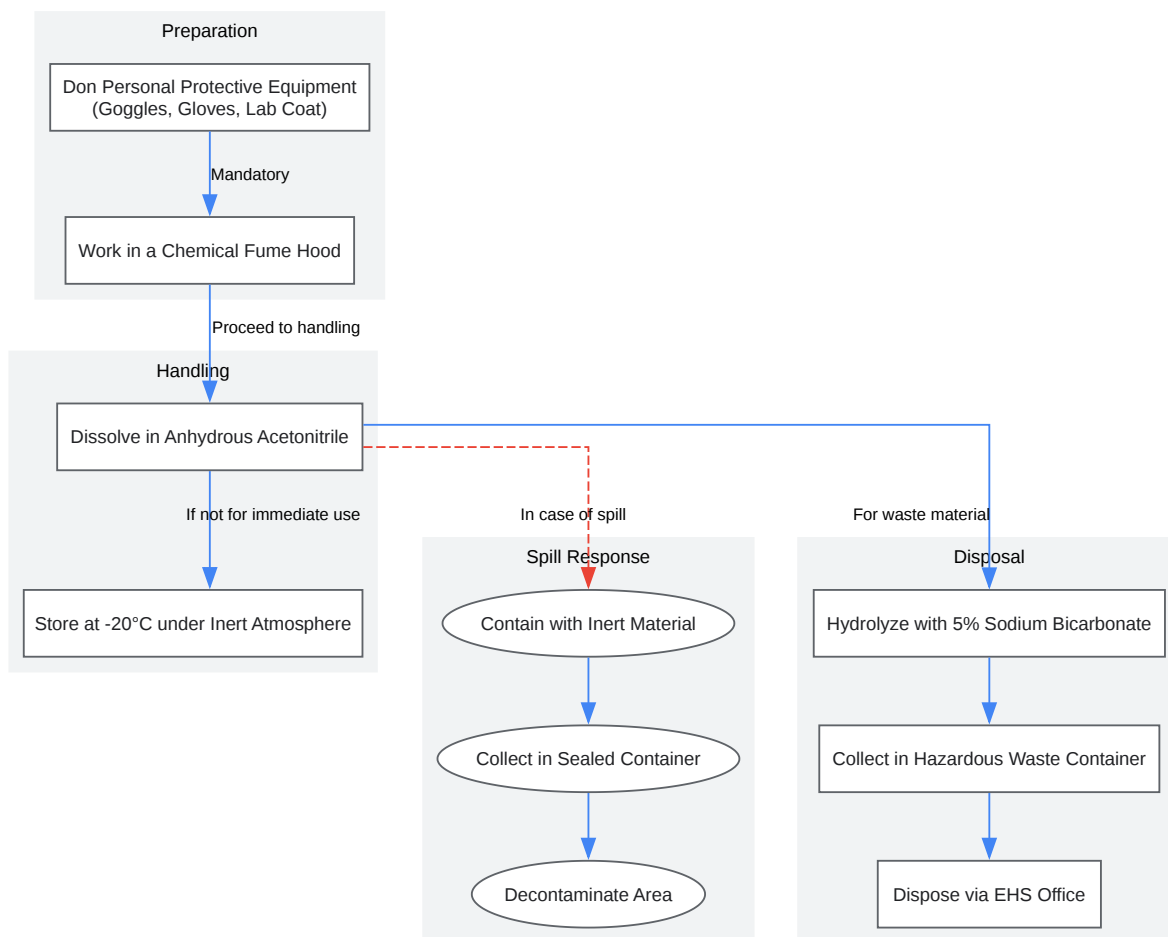 Preparation
Don Personal Protective Equipment
(Goggles, Gloves, Lab Coat)
Mandatory
Work in a Chemical Fume Hood
Proceed to handling
Handling
Dissolve in Anhydrous Acetonitrile
If not for immediate use
In case of spill
For waste material
Spill Response
Disposal
Store at -20°C under Inert Atmosphere
Contain with Inert Material
Hydrolyze with 5% Sodium Bicarbonate
Collect in Sealed Container
Collect in Hazardous Waste Container
Decontaminate Area
Dispose via EHS Office